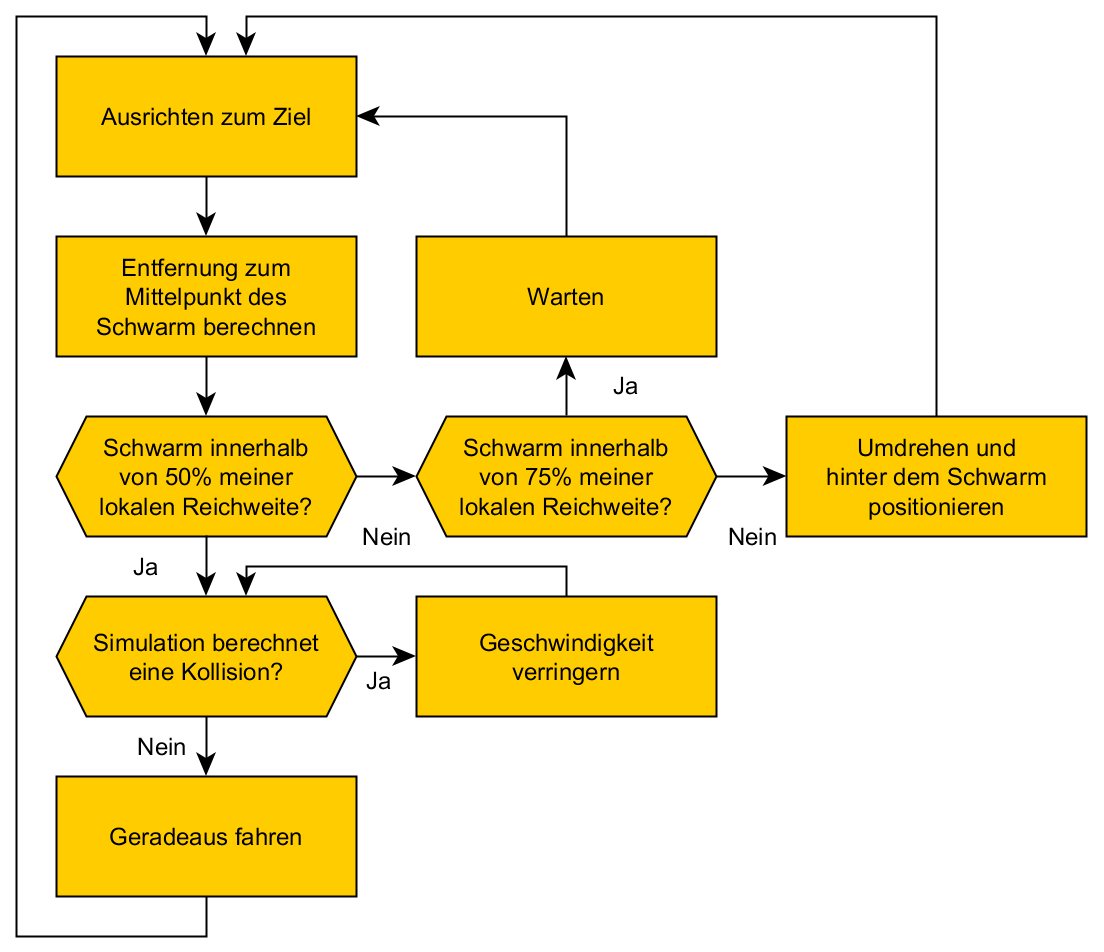 Ausrichten zum Ziel
Entfernung zum
Mittelpunkt des
Schwarm berechnen
Warten
Ja
Schwarm innerhalb
von 50% meiner
lokalen Reichweite?
Nein
Schwarm innerhalb
von 75% meiner
lokalen Reichweite?
Nein
Umdrehen und
hinter dem Schwarm
positionieren
Ja
Simulation berechnet
eine Kollision?
Ja
Geschwindigkeit
verringern
Nein
Geradeaus fahren